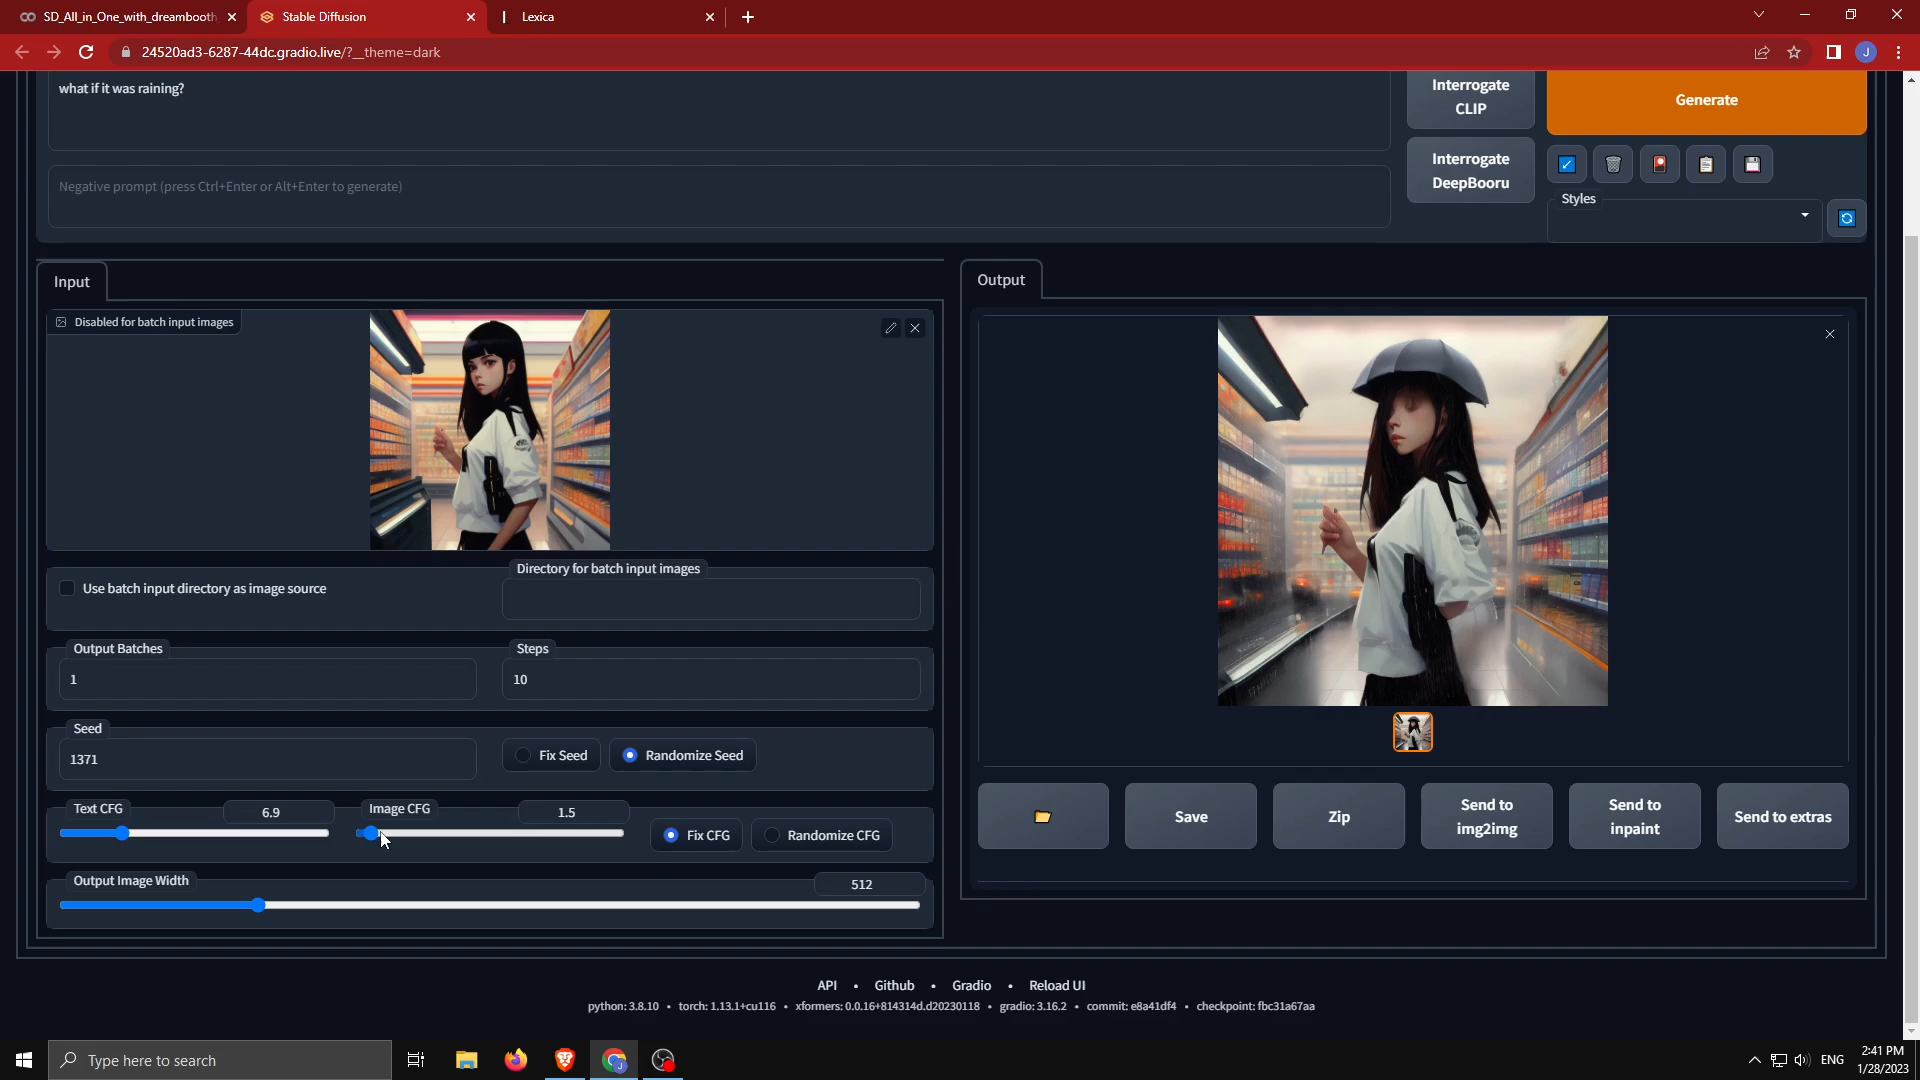 SD_All_in_One_with_dreambooth
Stable Diffusion
Lexica
24520ad3-6287-44dc.gradio.live/?__theme=dark
J
what if it was raining?
Interrogate
CLIP
Generate
Negative prompt (press Ctrl+Enter or Alt+Enter to generate)
Interrogate
DeepBooru
Styles
Input
Output
Disabled for batch input images
Use batch input directory as image source
Directory for batch input images
Output Batches
1
Steps
10
Seed
1371
Fix Seed
Randomize Seed
Text CFG
6.9
Image CFG
1.5
Fix CFG
Randomize CFG
Output Image Width
512
Save
Zip
Send to
img2img
Send to
inpaint
Send to extras
API • Github • Gradio • Reload UI
python: 3.8.10 • torch: 1.13.1+cu116 • xformers: 0.0.16+814314d.d20230118 • gradio: 3.16.2 • commit: e8a41df4 • checkpoint: fbc31a67aa
Type here to search
ENG
2:41 PM
1/28/2023